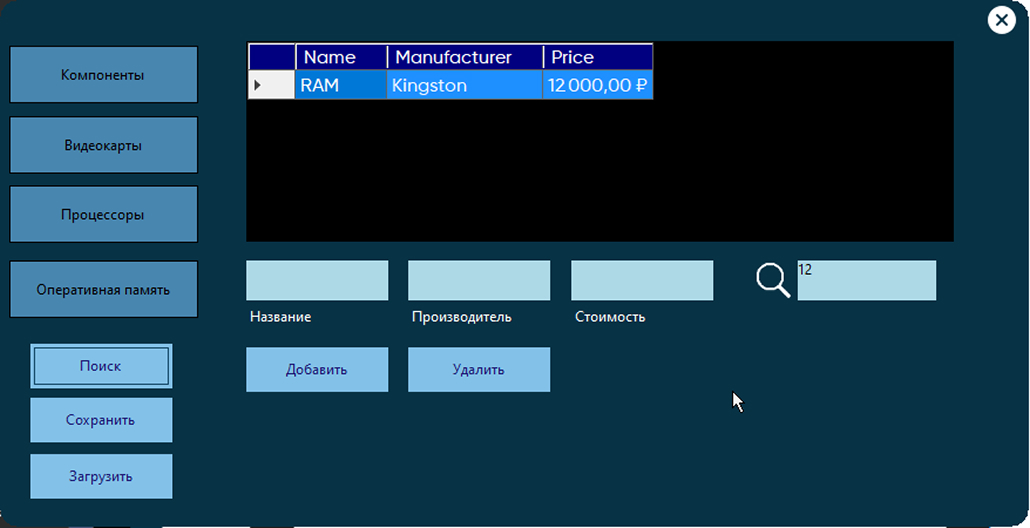 Компоненты
Видеокарты
Процессоры
Оперативная память
Поиск
Сохранить
Загрузить
Name Manufacturer Price
RAM Kingston 12 000,00 ₽
12
Название Производитель Стоимость
Добавить Удалить